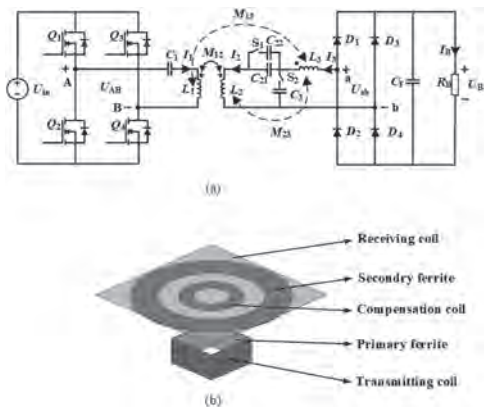 M13
Q1
Q3
C1
I1
M12
I2
S1
C22
C21
S2
L3
I3
D1
D3
IB
Uin
A
UAB
B
L1
L2
C3
a
Uab
b
Cf
RB
UB
Q2
Q4
M23
D2
D4
(a)
Receiving coil
Secondry ferrite
Compensation coil
Primary ferrite
Transmitting coil
(b)